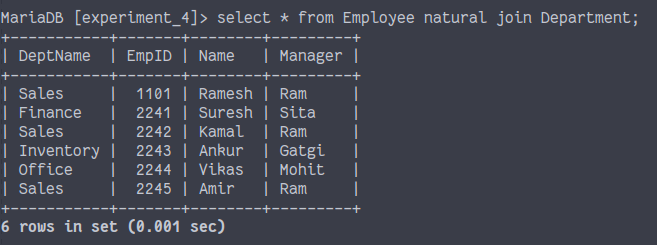 MariaDB [experiment_4]> select * from Employee natural join Department;
+-----------+-------+---------+---------+
| DeptName  | EmpID | Name    | Manager |
+-----------+-------+---------+---------+
| Sales     |  1101 | Ramesh  | Ram     |
| Finance   |  2241 | Suresh  | Sita    |
| Sales     |  2242 | Kamal   | Ram     |
| Inventory |  2243 | Ankur   | Gatgi   |
| Office    |  2244 | Vikas   | Mohit   |
| Sales     |  2245 | Amir    | Ram     |
+-----------+-------+---------+---------+
6 rows in set (0.001 sec)